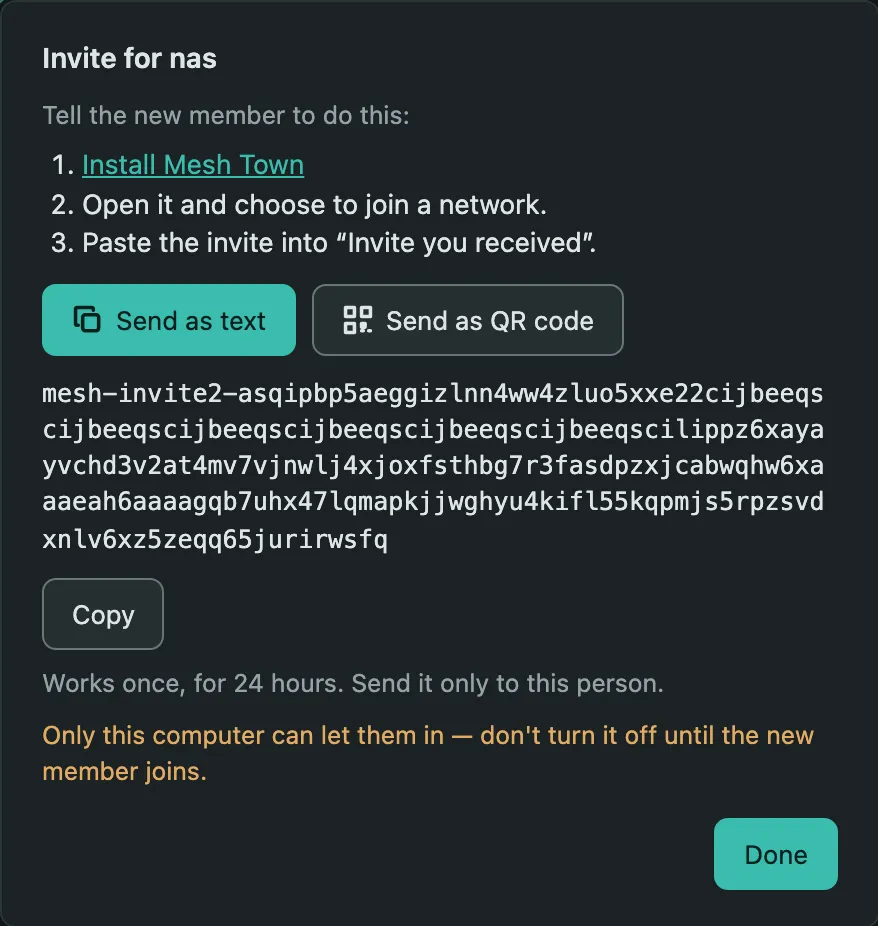 Invite for nas
Tell the new member to do this:
1. Install Mesh Town
2. Open it and choose to join a network.
3. Paste the invite into “Invite you received”.
Send as text
Send as QR code
mesh-invite2-asqipbp5aeggizlnn4ww4zluo5xxe22cijbeeqs
cijbeeqscijbeeqscijbeeqscijbeeqscijbeeqscilippz6xaya
yvchd3v2at4mv7vjnwlj4xjoxfsthbg7r3fasdpzxjcabwqhw6xa
aaeah6aaaagqb7uhx47lqmapkjjwghyu4kifl55kqpmjs5rpzsvd
xnlv6xz5zeqq65jurirwsfq
Copy
Works once, for 24 hours. Send it only to this person.
Only this computer can let them in — don't turn it off until the new
member joins.
Done